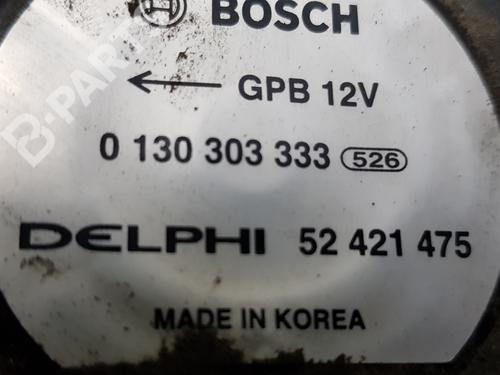 BOSCH
← GPB 12V
0 130 303 333 526
DELPHI 52 421 475
MADE IN KOREA
B-PARTS